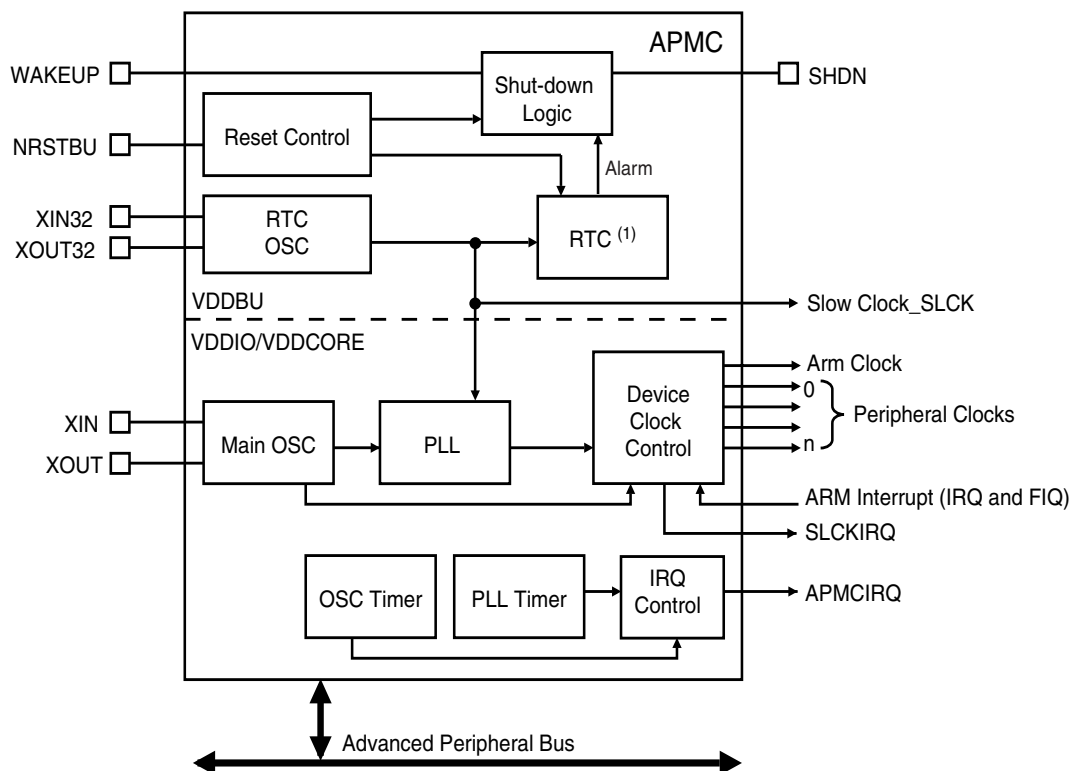 APMC
WAKEUP
Shut-down
Logic
SHDN
NRSTBU
Reset Control
Alarm
XIN32
XOUT32
RTC
OSC
RTC (1)
VDDBU
Slow Clock_SLCK
VDDIO/VDDCORE
Arm Clock
0
Peripheral Clocks
n
XIN
XOUT
Main OSC
PLL
Device
Clock
Control
ARM Interrupt (IRQ and FIQ)
SLCKIRQ
OSC Timer
PLL Timer
IRQ
Control
APMCIRQ
Advanced Peripheral Bus